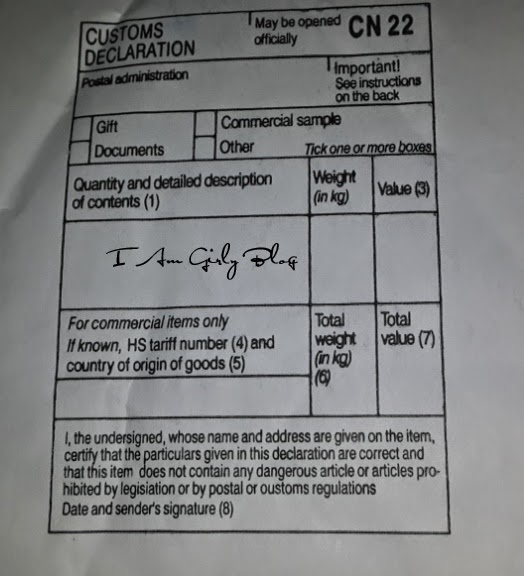 CUSTOMS
DECLARATION
May be opened
officially
CN 22
Postal administration
Important!
See instructions
on the back
Gift
Commercial sample
Documents
Other
Tick one or more boxes
Quantity and detailed description
of contents (1)
Weight
(in kg)
Value (3)
I Am Girly Blog
For commercial items only
If known, HS tariff number (4) and
country of origin of goods (5)
Total
weight
(in kg)
(6)
Total
value (7)
I, the undersigned, whose name and address are given on the item,
certify that the particulars given in this declaration are correct and
that this item does not contain any dangerous article or articles pro-
hibited by legisiation or by postal or oustoms regulations
Date and sender's signature (8)